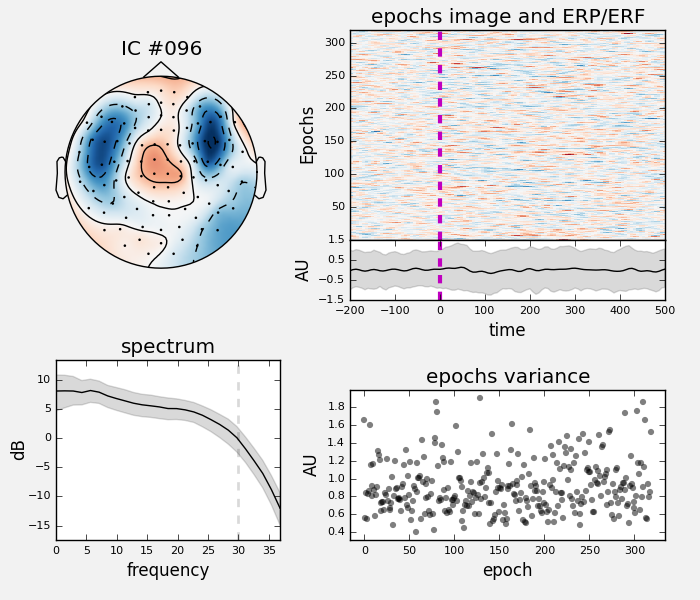 IC #096
epochs image and ERP/ERF
Epochs
300
250
200
150
100
50
AU
1.5
0.5
−0.5
−1.5
−200 −100 0 100 200 300 400 500
time
spectrum
dB
10
5
0
−5
−10
−15
0 5 10 15 20 25 30 35
frequency
epochs variance
AU
1.8
1.6
1.4
1.2
1.0
0.8
0.6
0.4
0 50 100 150 200 250 300
epoch